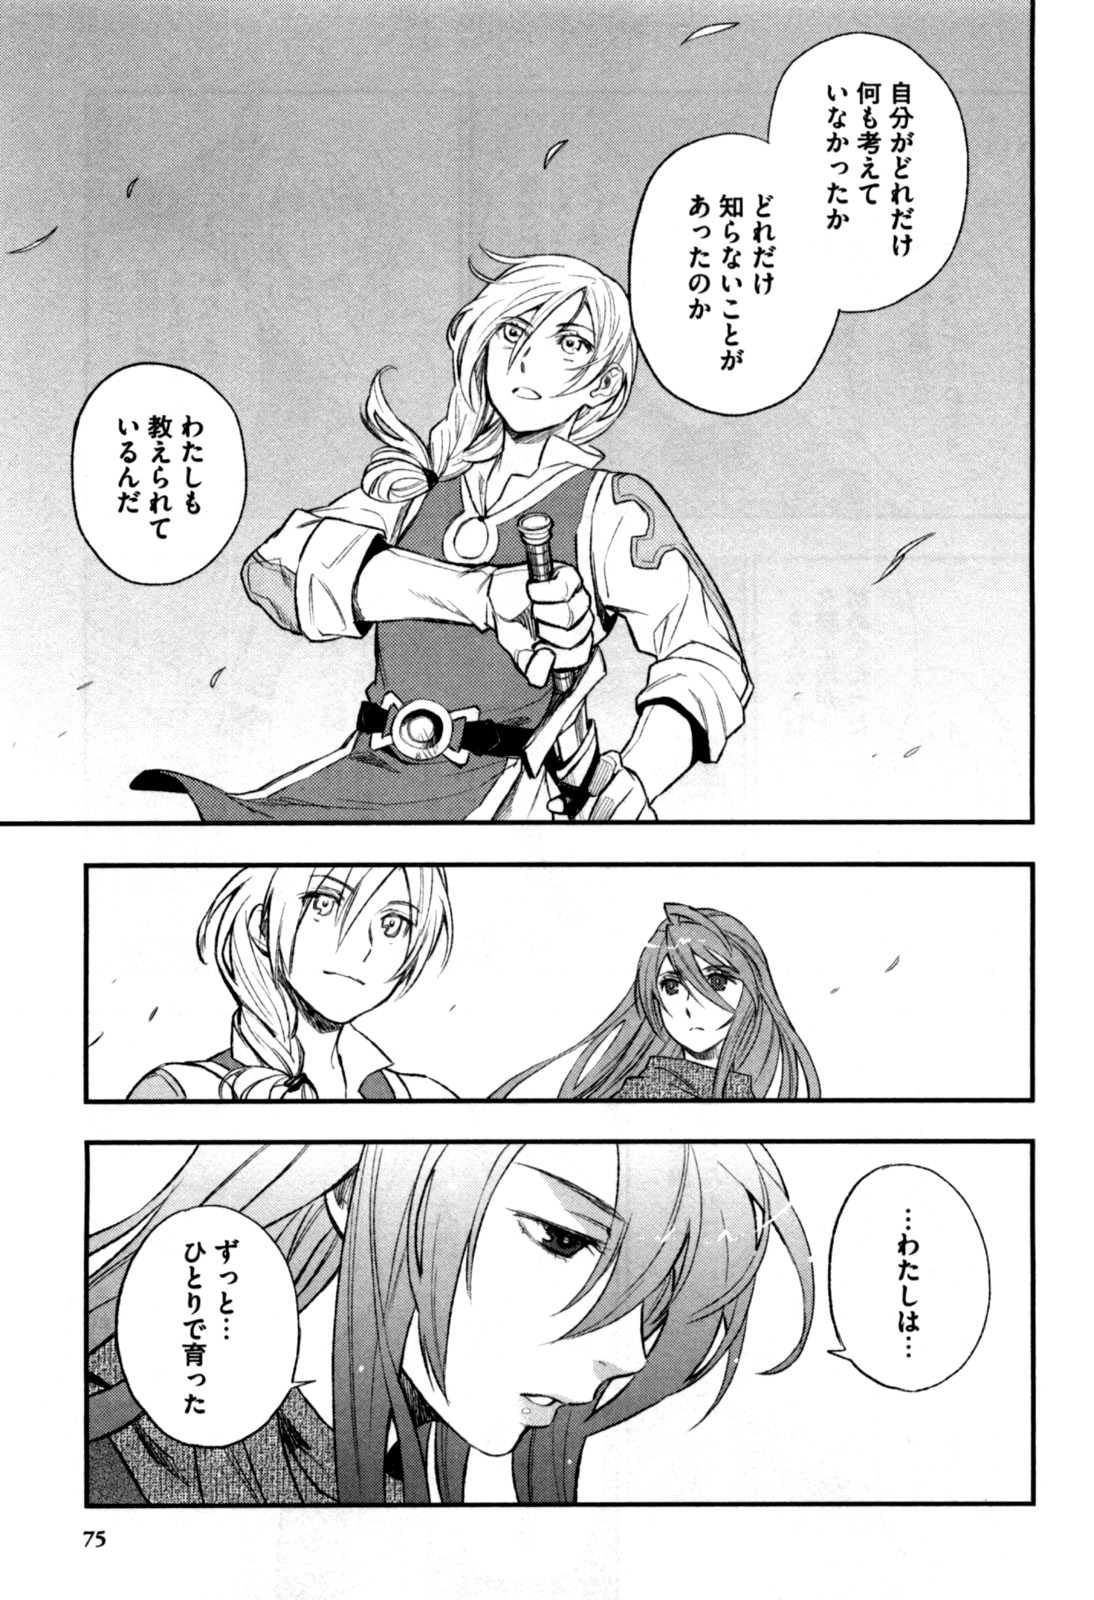 自分がどれだけ
何も考えて
いなかったか
どれだけ
知らないことが
あったのか
わたしも
教えられて
いるんだ
…わたしは…
ずっと…
ひとりで育った
75